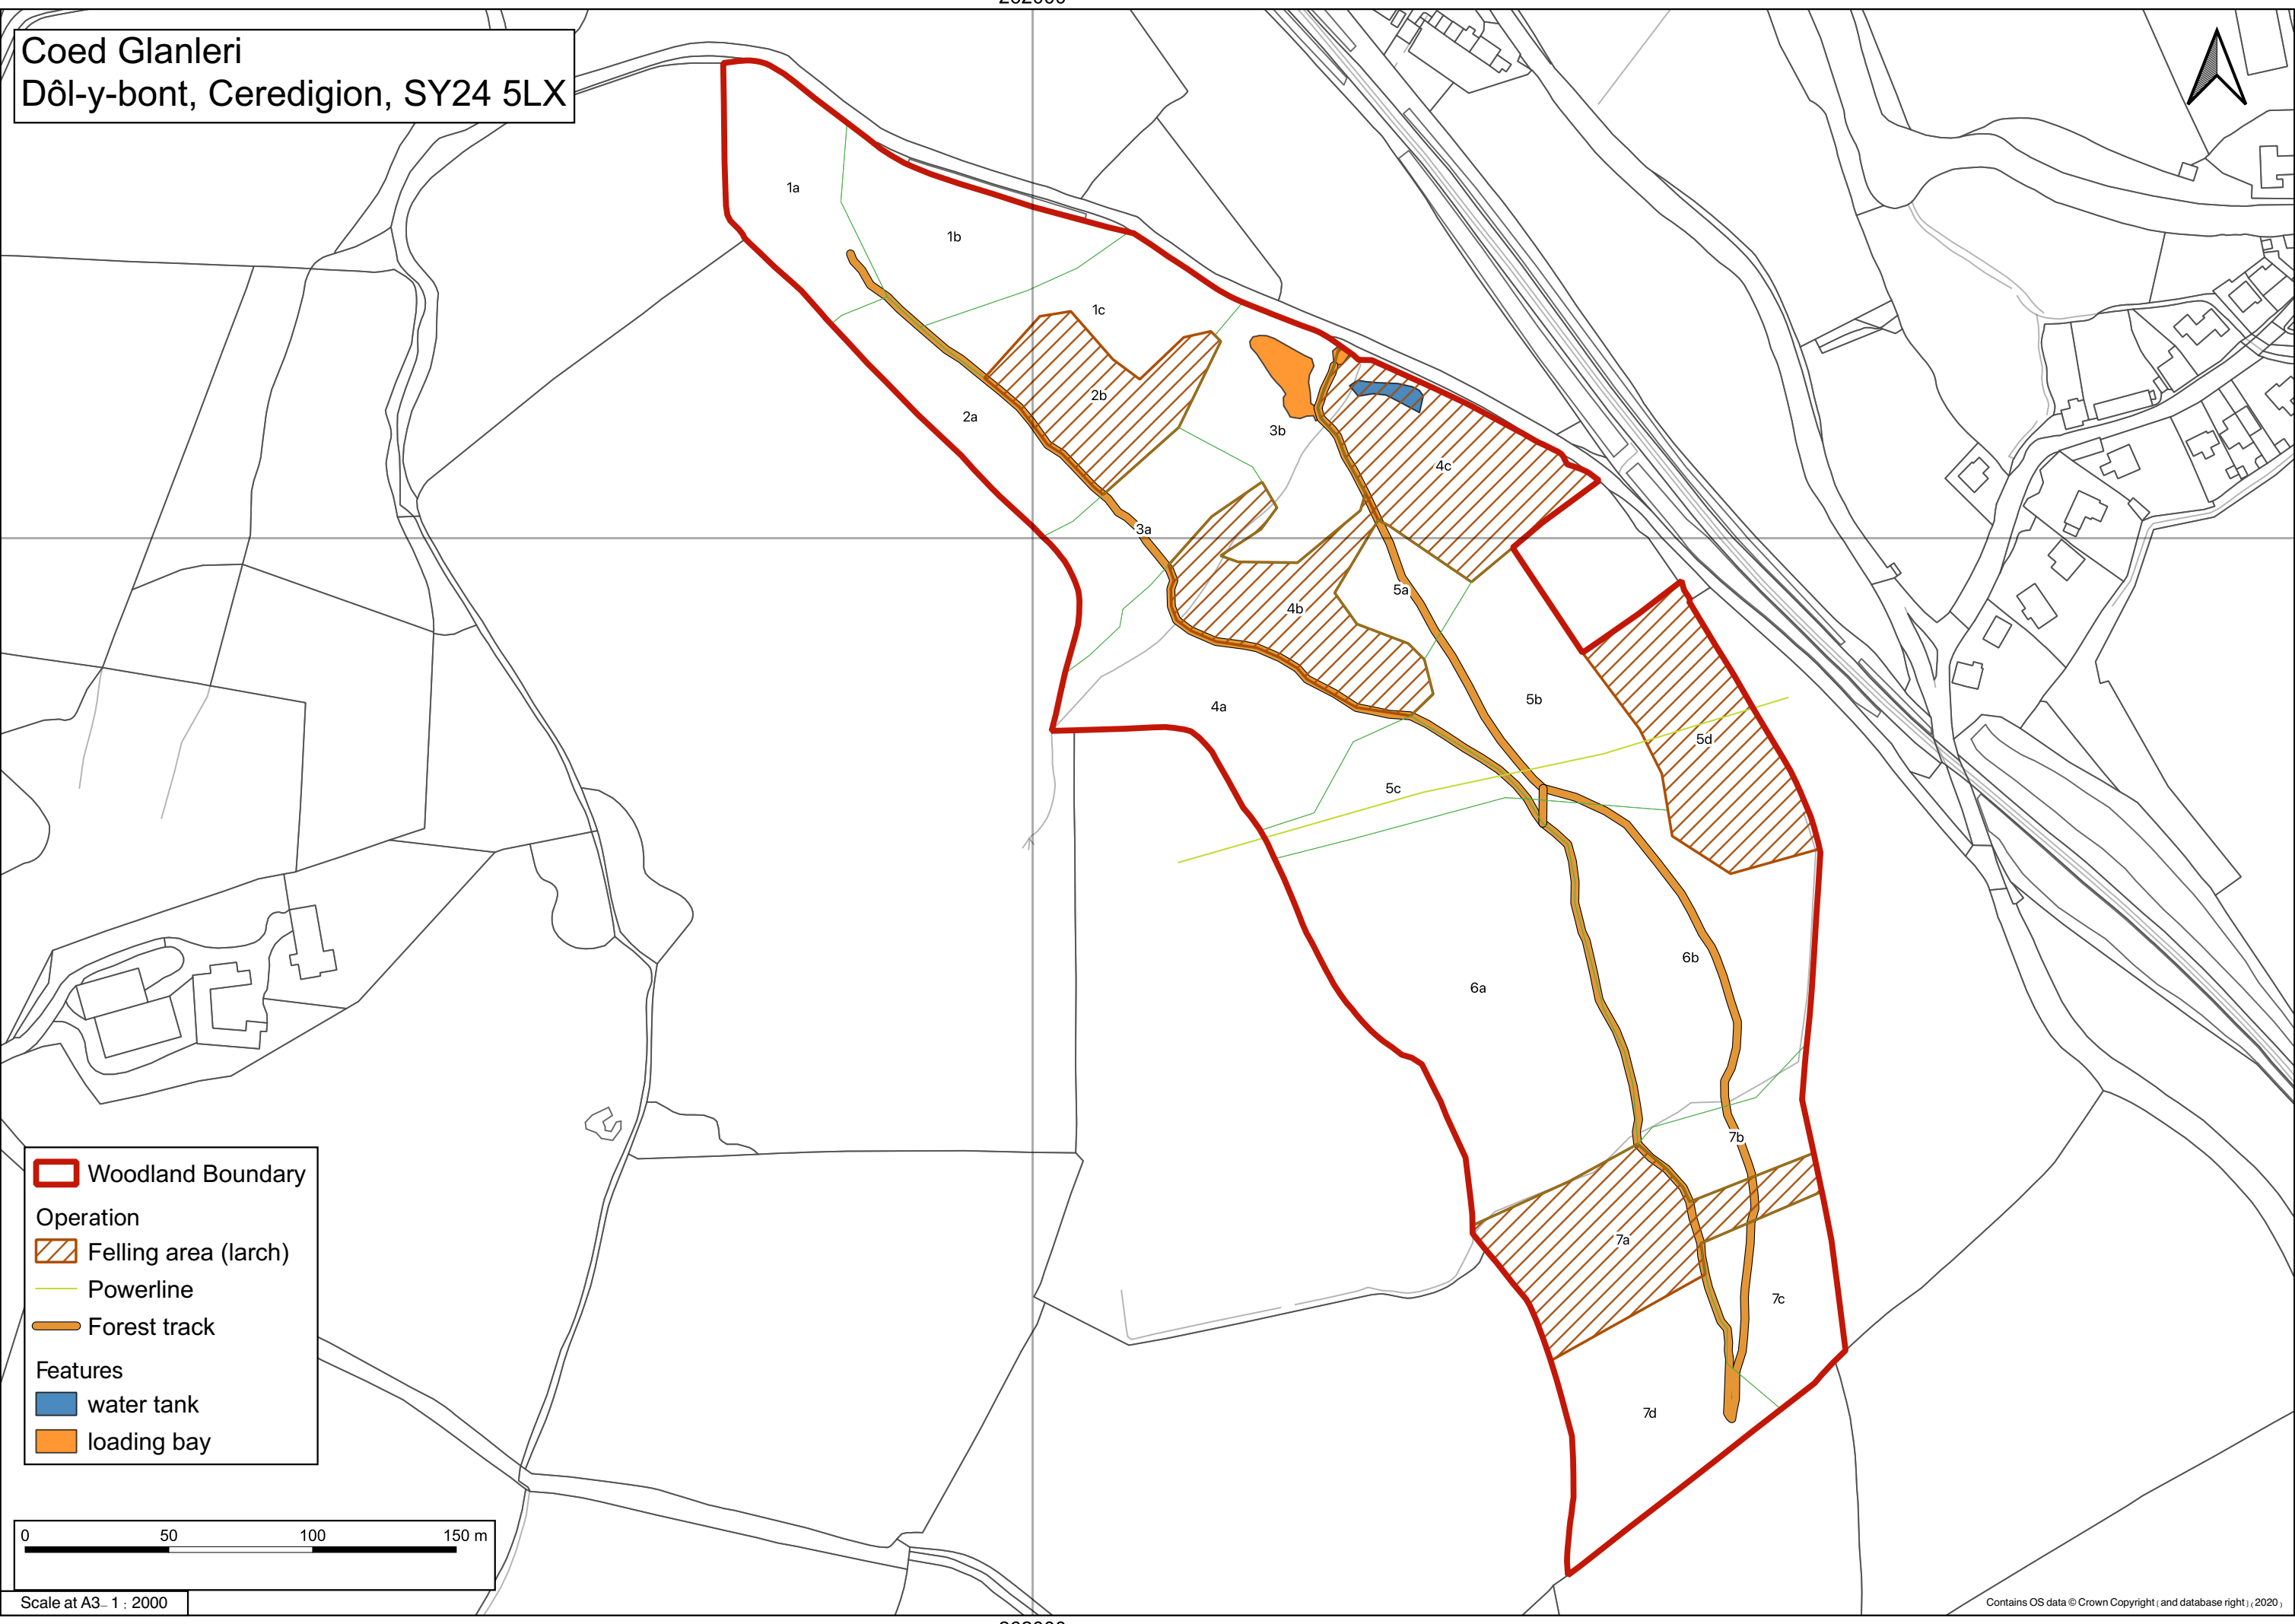 Coed Glanleri
Dôl-y-bont, Ceredigion, SY24 5LX
1a
1b
1c
2b
2a
3b
4c
3a
5a
4b
5b
4a
5d
5c
6b
6a
7b
7a
7c
7d
Woodland Boundary
Operation
Felling area (larch)
Powerline
Forest track
Features
water tank
loading bay
0 50 100 150 m
Scale at A3– 1 : 2000
Contains OS data © Crown Copyright ( and database right ) ( 2020 )